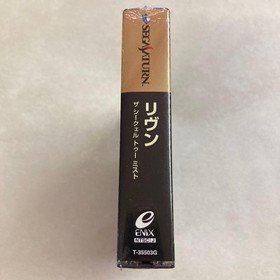 SEGA SATURN
リヴン
ザ シークェル トゥー ミスト
ENIX
NTSC J
T-35503G